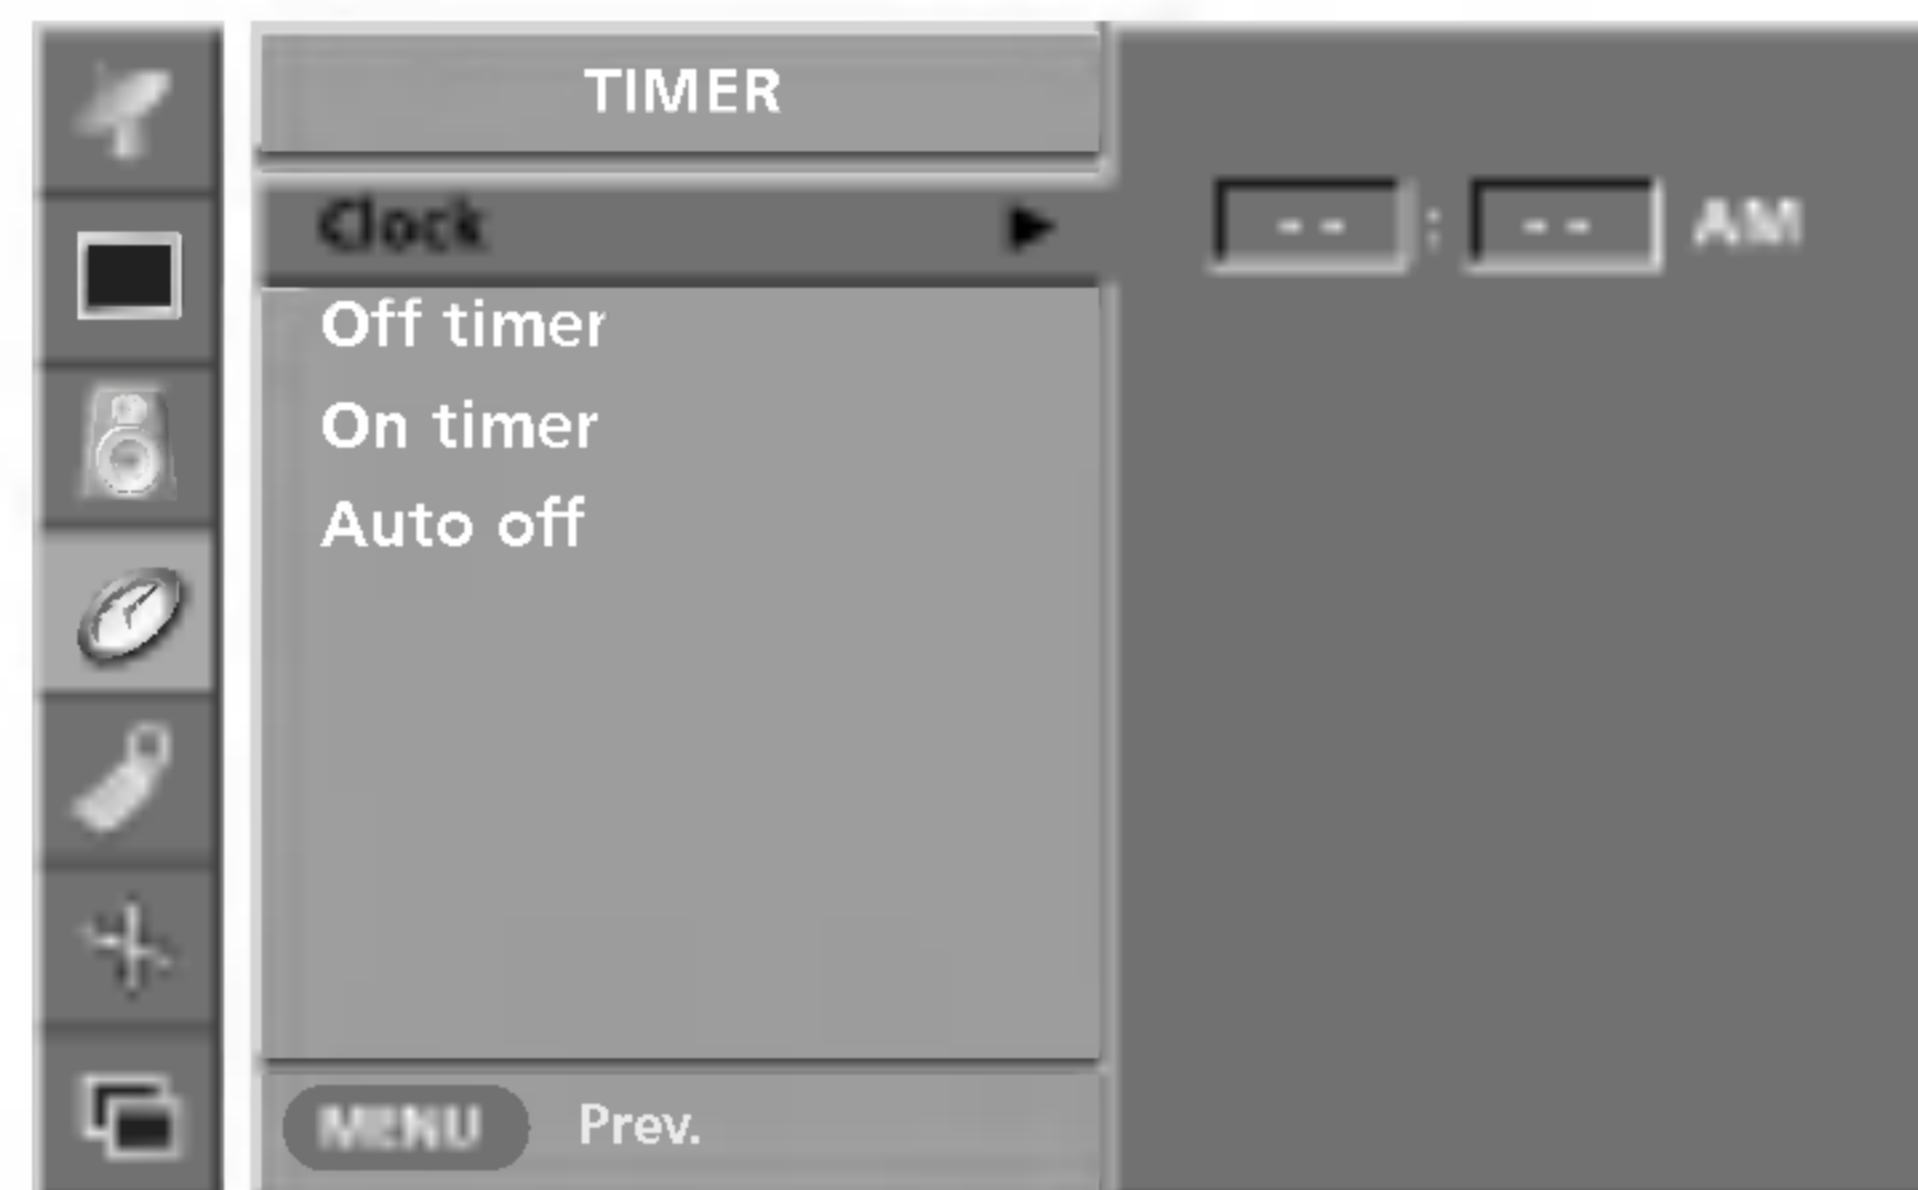 TIMER
Clock ▶ -- : -- AM
Off timer
On timer
Auto off
MENU Prev.